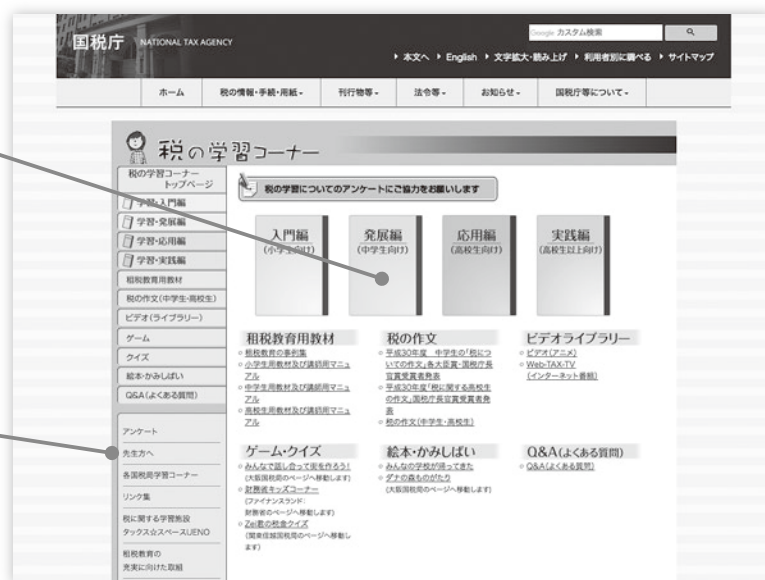 国税庁 NATIONAL TAX AGENCY
Google カスタム検索
本文へ English 文字拡大・読み上げ 利用者別に調べる サイトマップ
ホーム 税の情報・手続・用紙 刊行物等 法令等 お知らせ 国税庁等について
税の学習コーナー
税の学習コーナー
トップページ
学習・入門編
学習・発展編
学習・応用編
学習・実践編
租税教育用教材
税の作文(中学生・高校生)
ビデオ(ライブラリー)
ゲーム
クイズ
絵本・かみしばい
Q&A(よくある質問)
アンケート
先生方へ
各国税局学習コーナー
リンク集
税に関する学習施設
タックス☆スペースUENO
租税教育の
充実に向けた取組
税の学習についてのアンケートにご協力をお願いします
入門編
(小学生向け)
発展編
(中学生向け)
応用編
(高校生向け)
実践編
(高校生以上向け)
租税教育用教材
租税教育の事例集
小学生用教材及び講師用マニュ
アル
中学生用教材及び講師用マニュ
アル
高校生用教材及び講師用マニュ
アル
税の作文
平成30年度 中学生の「税につ
いての作文」各大臣賞・国税庁長
官賞受賞者発表
平成30年度「税に関する高校生
の作文」国税庁長官賞受賞者発
表
税の作文(中学生・高校生)
ビデオライブラリー
ビデオ(アニメ)
Web-TAX-TV
(インターネット番組)
ゲーム・クイズ
みんなで話し合って街を作ろう!
(大阪国税局のページへ移動します)
財務省キッズコーナー
(ファイナンスランド:
財務省のページへ移動します)
Zei君の税金クイズ
(関東信越国税局のページへ移動し
ます)
絵本・かみしばい
みんなの学校が帰ってきた
ダナの森ものがたり
(大阪国税局のページへ移動します)
Q&A(よくある質問)
Q&A(よくある質問)